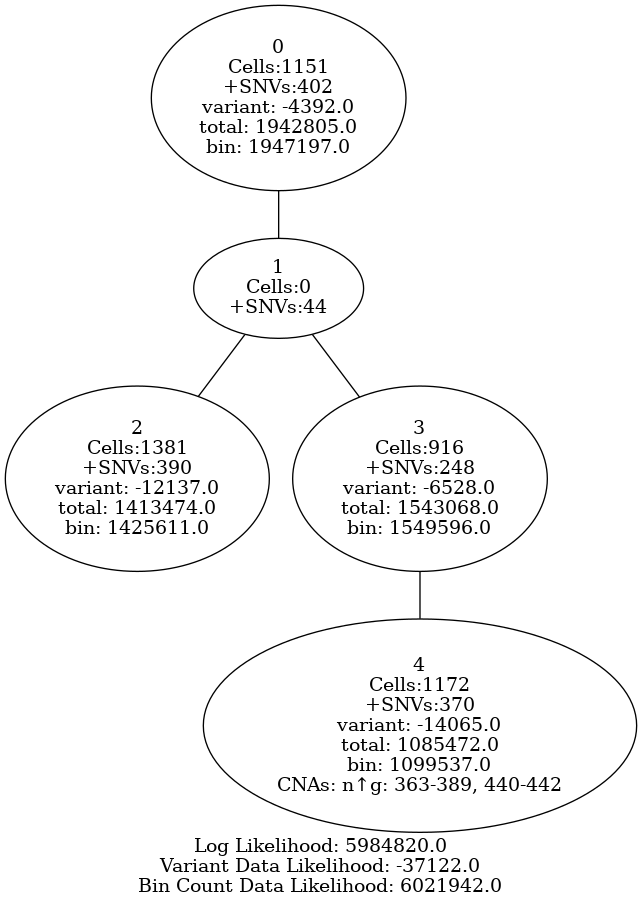 0
Cells:1151
+SNVs:402
variant: -4392.0
total: 1942805.0
bin: 1947197.0
1
Cells:0
+SNVs:44
2
Cells:1381
+SNVs:390
variant: -12137.0
total: 1413474.0
bin: 1425611.0
3
Cells:916
+SNVs:248
variant: -6528.0
total: 1543068.0
bin: 1549596.0
4
Cells:1172
+SNVs:370
variant: -14065.0
total: 1085472.0
bin: 1099537.0
CNAs: n↑g: 363-389, 440-442
Log Likelihood: 5984820.0
Variant Data Likelihood: -37122.0
Bin Count Data Likelihood: 6021942.0